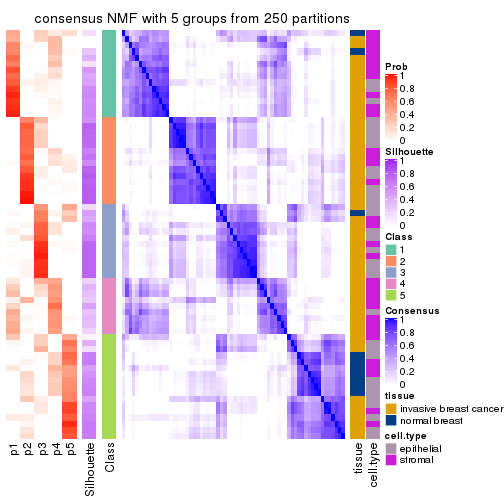 consensus NMF with 5 groups from 250 partitions
p1
p2
p3
p4
p5
Silhouette
Class
tissue
cell.type
Prob
1
0.8
0.6
0.4
0.2
0
Silhouette
1
0.8
0.6
0.4
0.2
0
Class
1
2
3
4
5
Consensus
1
0.8
0.6
0.4
0.2
0
tissue
invasive breast cancer
normal breast
cell.type
epithelial
stromal